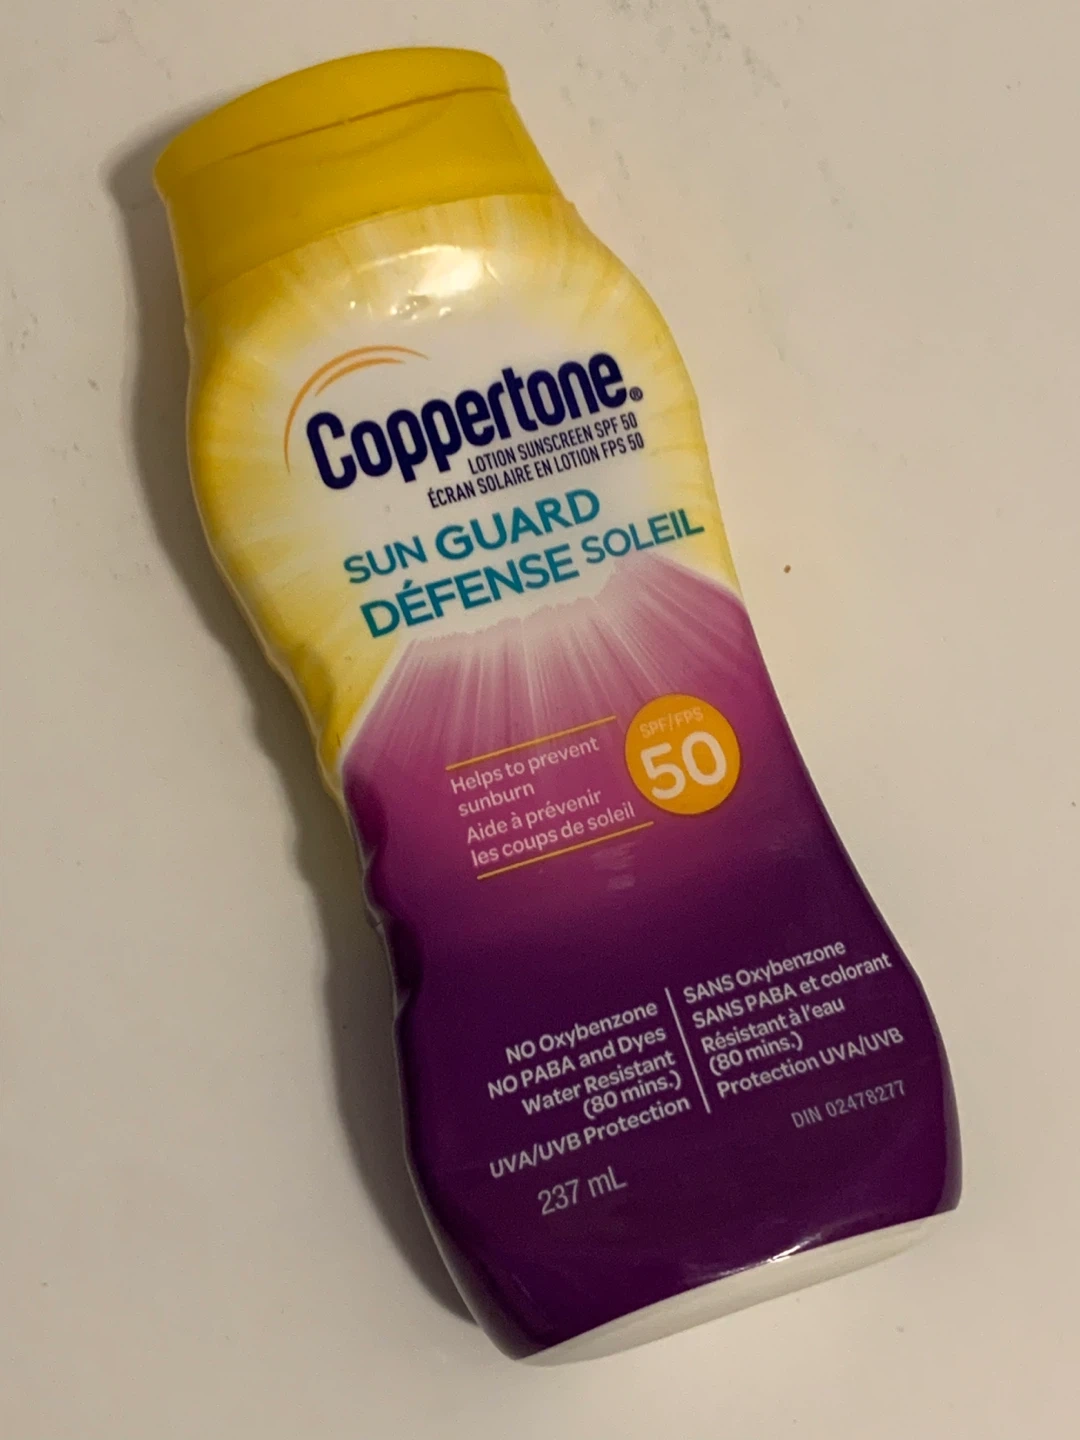 Coppertone®
LOTION SUNSCREEN SPF 50
ÉCRAN SOLAIRE EN LOTION FPS 50
SUN GUARD
DÉFENSE SOLEIL
SPF/FPS
50
Helps to prevent
sunburn
Aide à prévenir
les coups de soleil
NO Oxybenzone
NO PABA and Dyes
Water Resistant
(80 mins.)
UVA/UVB Protection
SANS Oxybenzone
SANS PABA et colorant
Résistant à l'eau
(80 mins.)
Protection UVA/UVB
DIN 02478277
237 mL